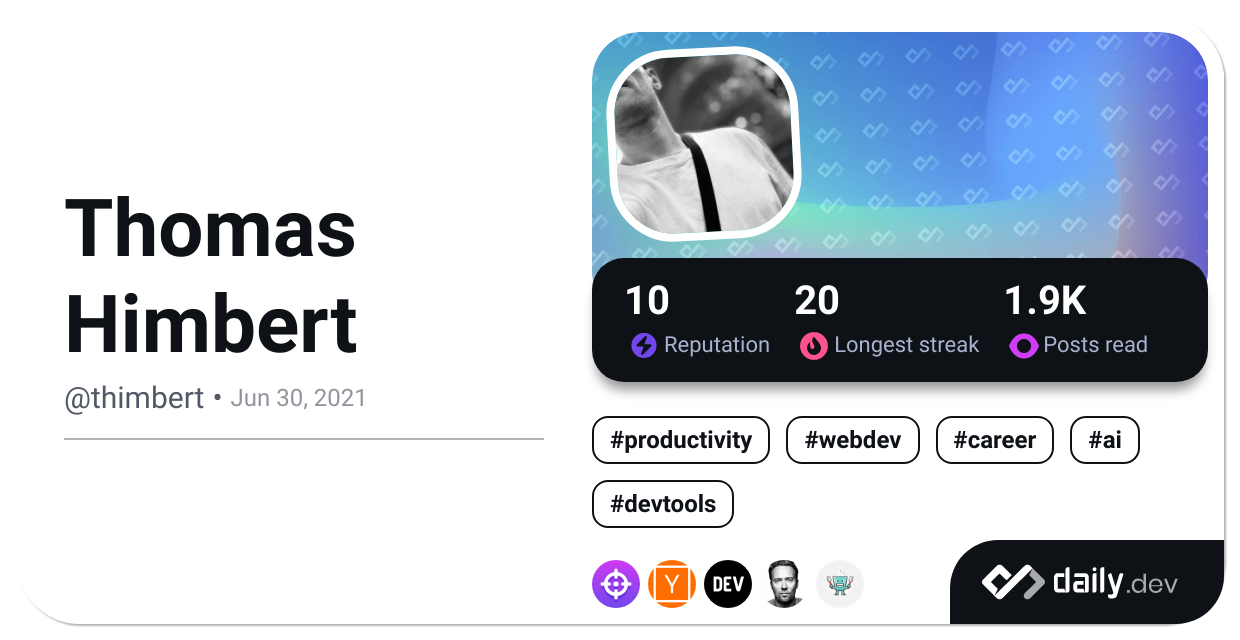 Thomas
Himbert
@thimbert • Jun 30, 2021
10 20 1.9K
Reputation Longest streak Posts read
#productivity #webdev #career #ai
#devtools
Y DEV
daily.dev